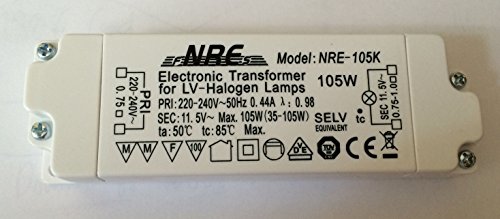 NRE
Model: NRE-105K
Electronic Transformer
for LV-Halogen Lamps
105W
PRI: 220-240V~50Hz 0.44A λ: 0.98
SEC: 11.5V~ Max. 105W (35-105W)
ta: 50℃ tc: 85℃ Max.
SELV
EQUIVALENT
tc
PRI~
220-240V~
0.75
SEC
11.5V~
0.75-1.0
M M F 100